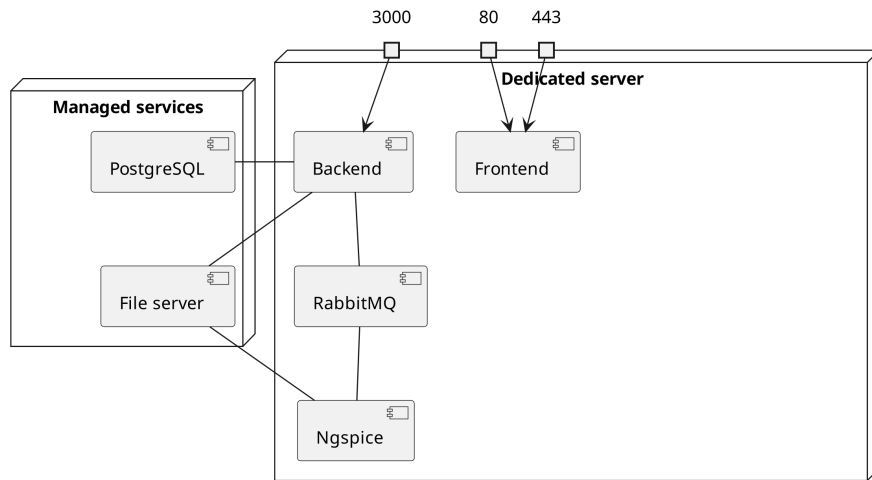 3000
80
443
Dedicated server
Managed services
PostgreSQL
Backend
Frontend
File server
RabbitMQ
Ngspice